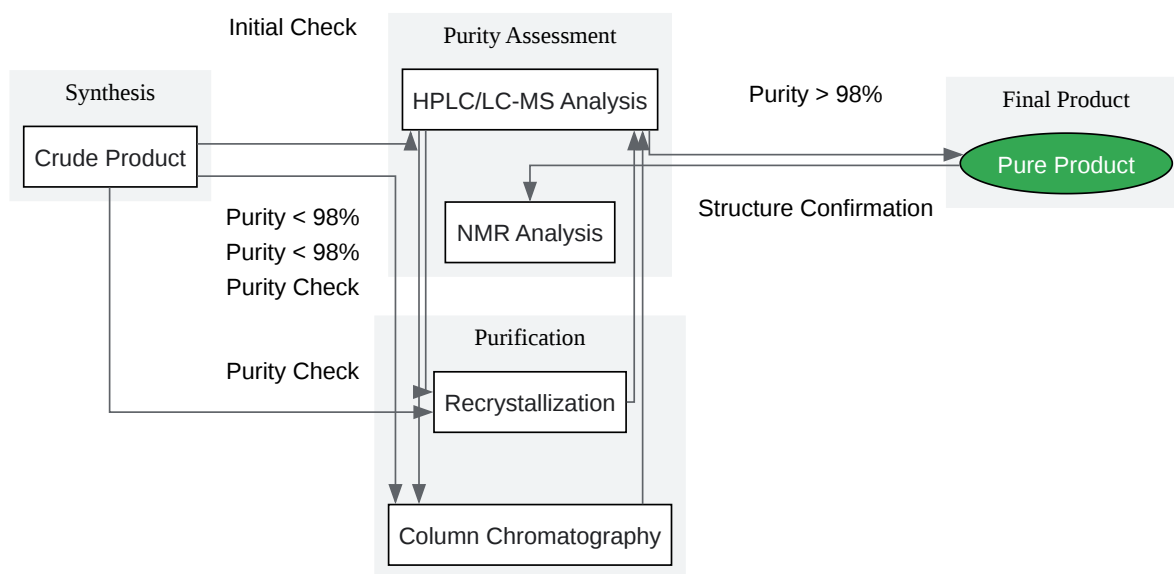 Initial Check
Purity Assessment
Synthesis
HPLC/LC-MS Analysis
Purity > 98%
Final Product
Crude Product
Pure Product
Structure Confirmation
NMR Analysis
Purity < 98%
Purity < 98%
Purity Check
Purification
Purity Check
Recrystallization
Column Chromatography